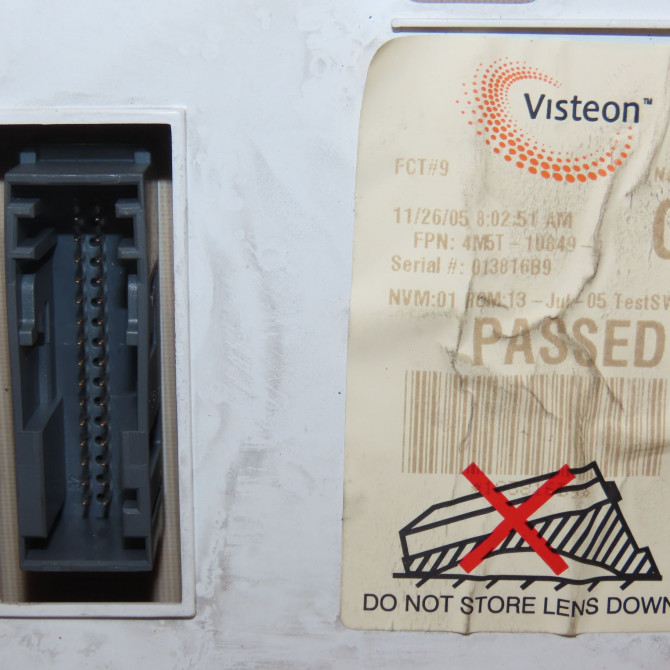 Visteon™
FCT#9
11/26/05 8:02:51 AM
FPN: 4M5T - 10849 -
Serial #: 013816B9
NVM:01 ROM:13 - Jul - 05 TestSW
PASSED
DO NOT STORE LENS DOWN